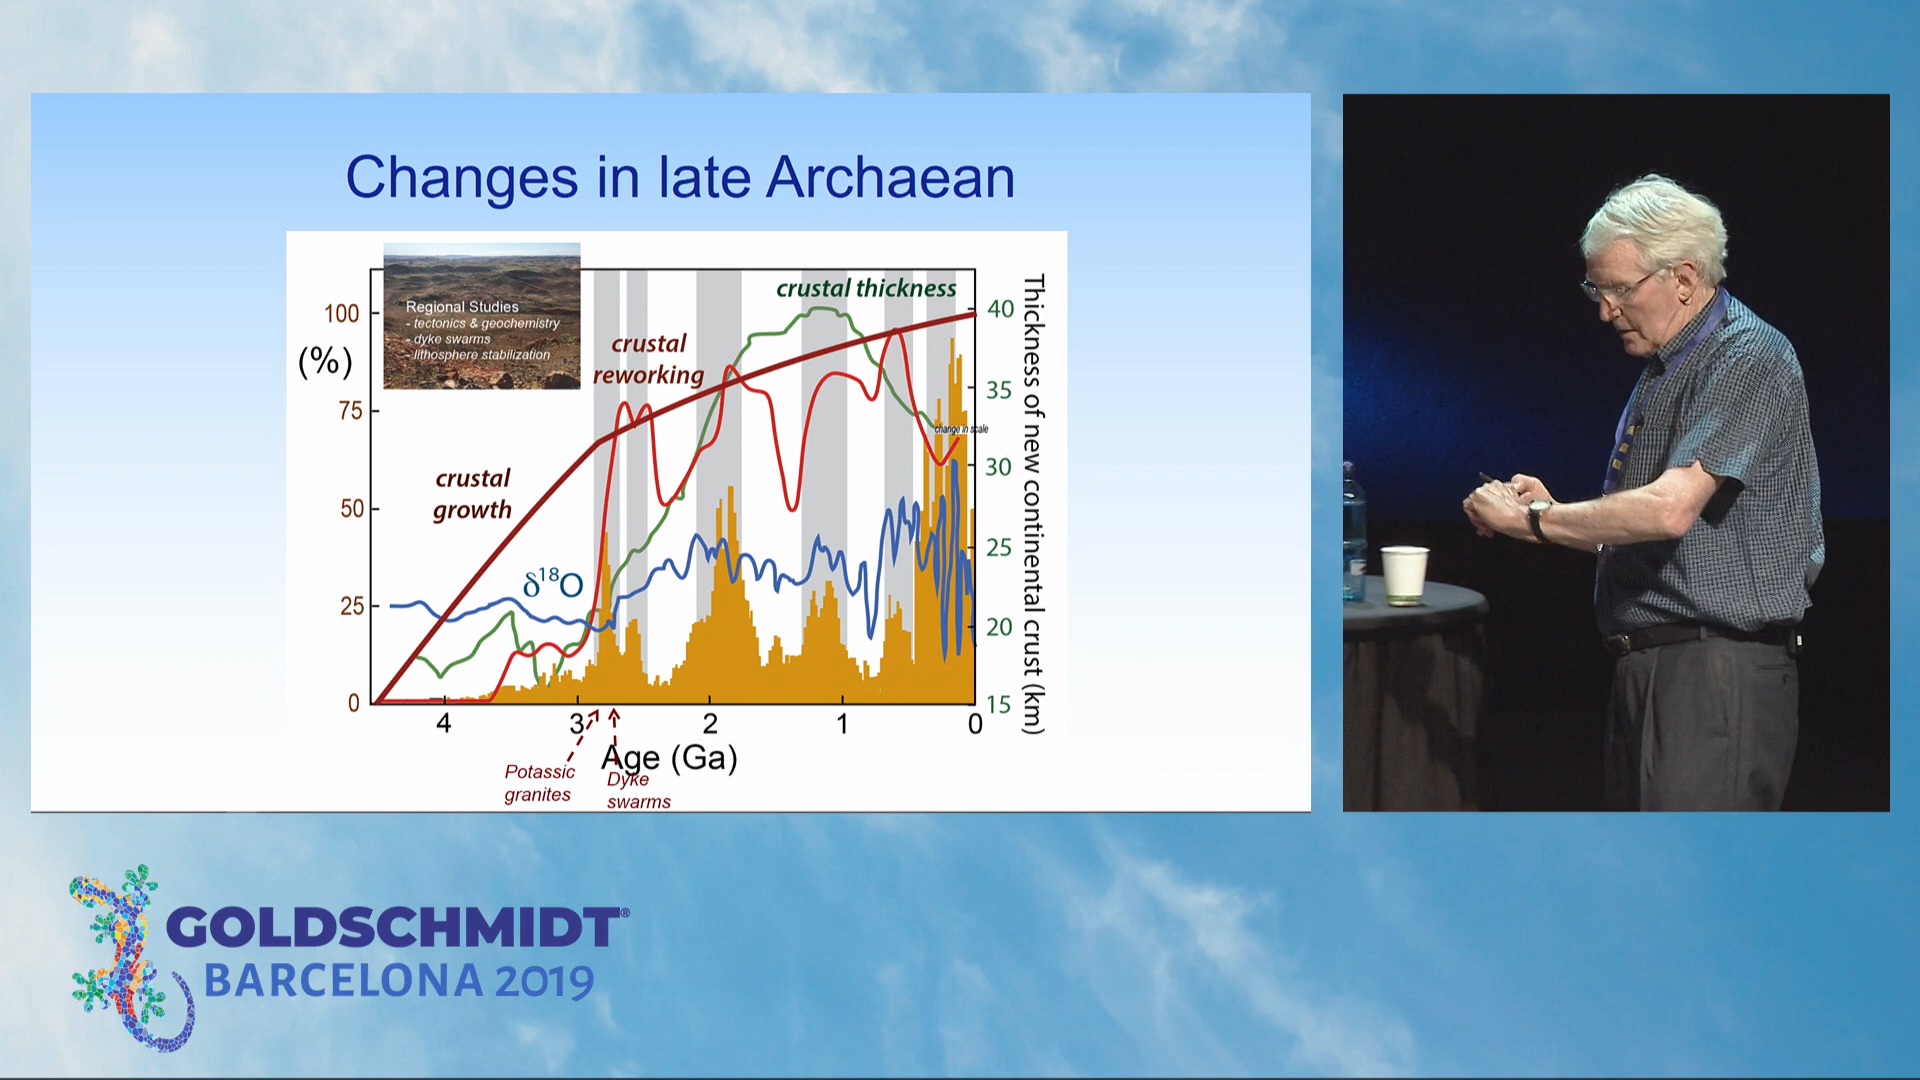 Changes in late Archaean
Regional Studies
- tectonics & geochemistry
- dyke swarms
- lithosphere stabilization
crustal thickness
crustal
reworking
crustal
growth
δ18O
change in scale
100
(%)
75
50
25
0
40
35
30
25
20
15
Thickness of new continental crust (km)
4
3
2
1
0
Age (Ga)
Potassic
granites
Dyke
swarms
GOLDSCHMIDT®
BARCELONA 2019